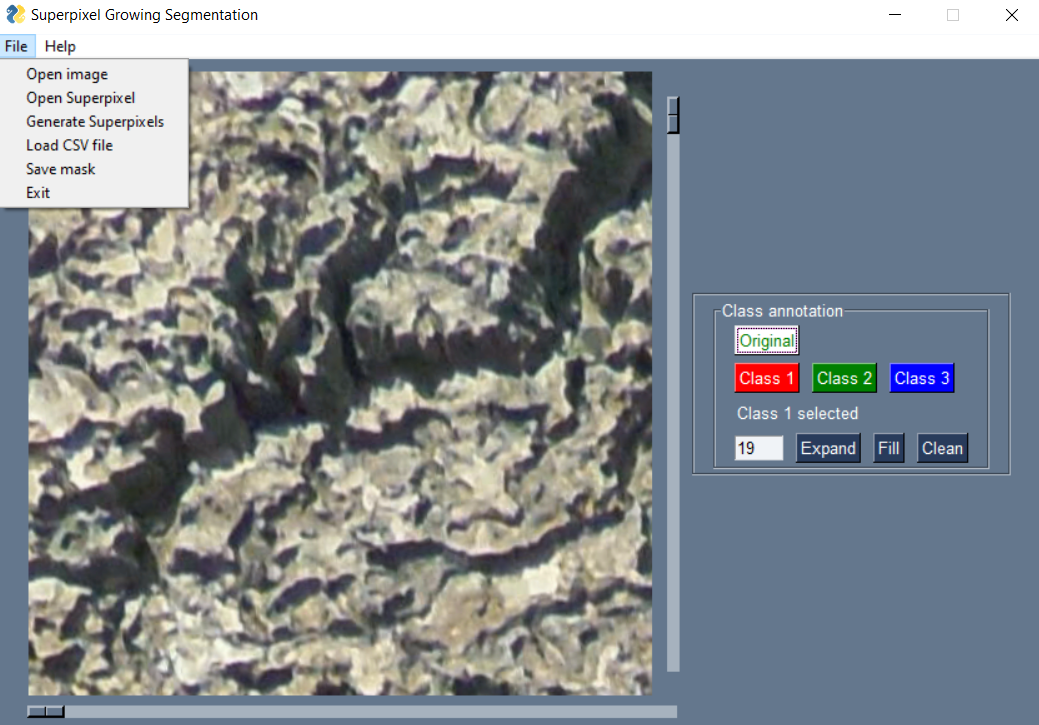 Superpixel Growing Segmentation
File Help
Open image
Open Superpixel
Generate Superpixels
Load CSV file
Save mask
Exit
Class annotation
Original
Class 1 Class 2 Class 3
Class 1 selected
19 Expand Fill Clean